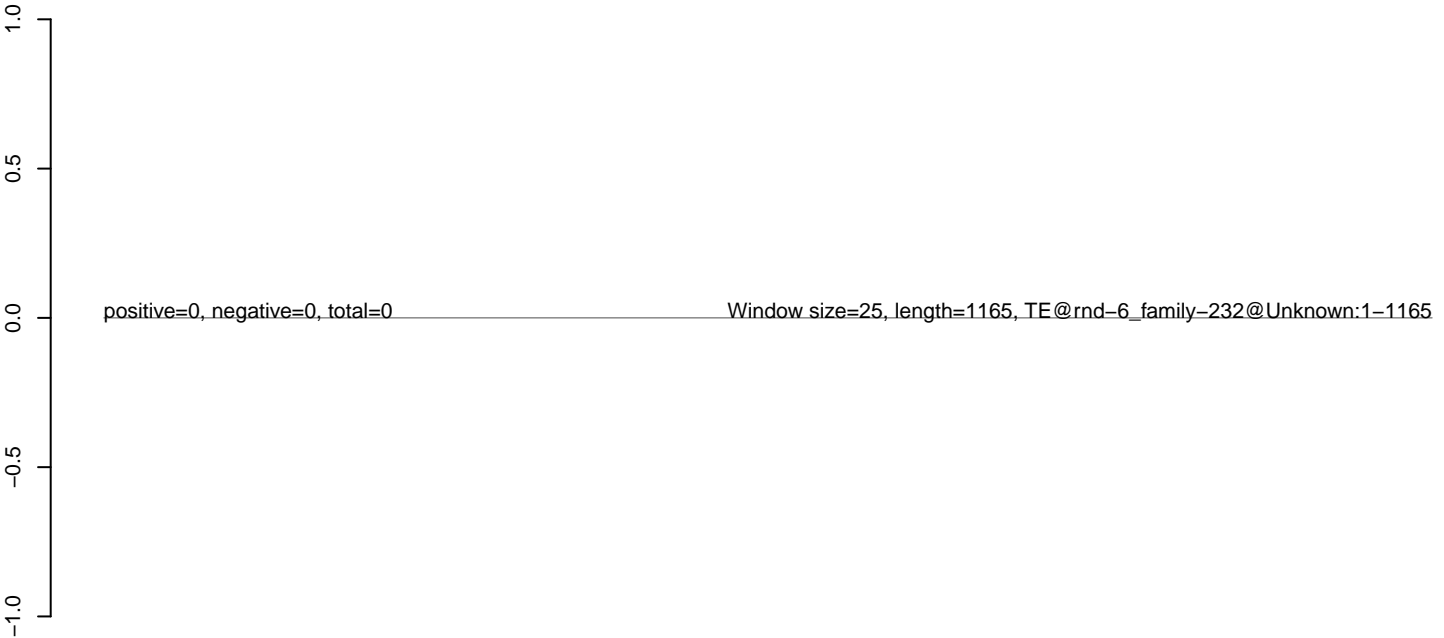 1.0
0.5
0.0
−0.5
−1.0
positive=0, negative=0, total=0
Window size=25, length=1165, TE@rnd−6_family−232@Unknown:1−1165